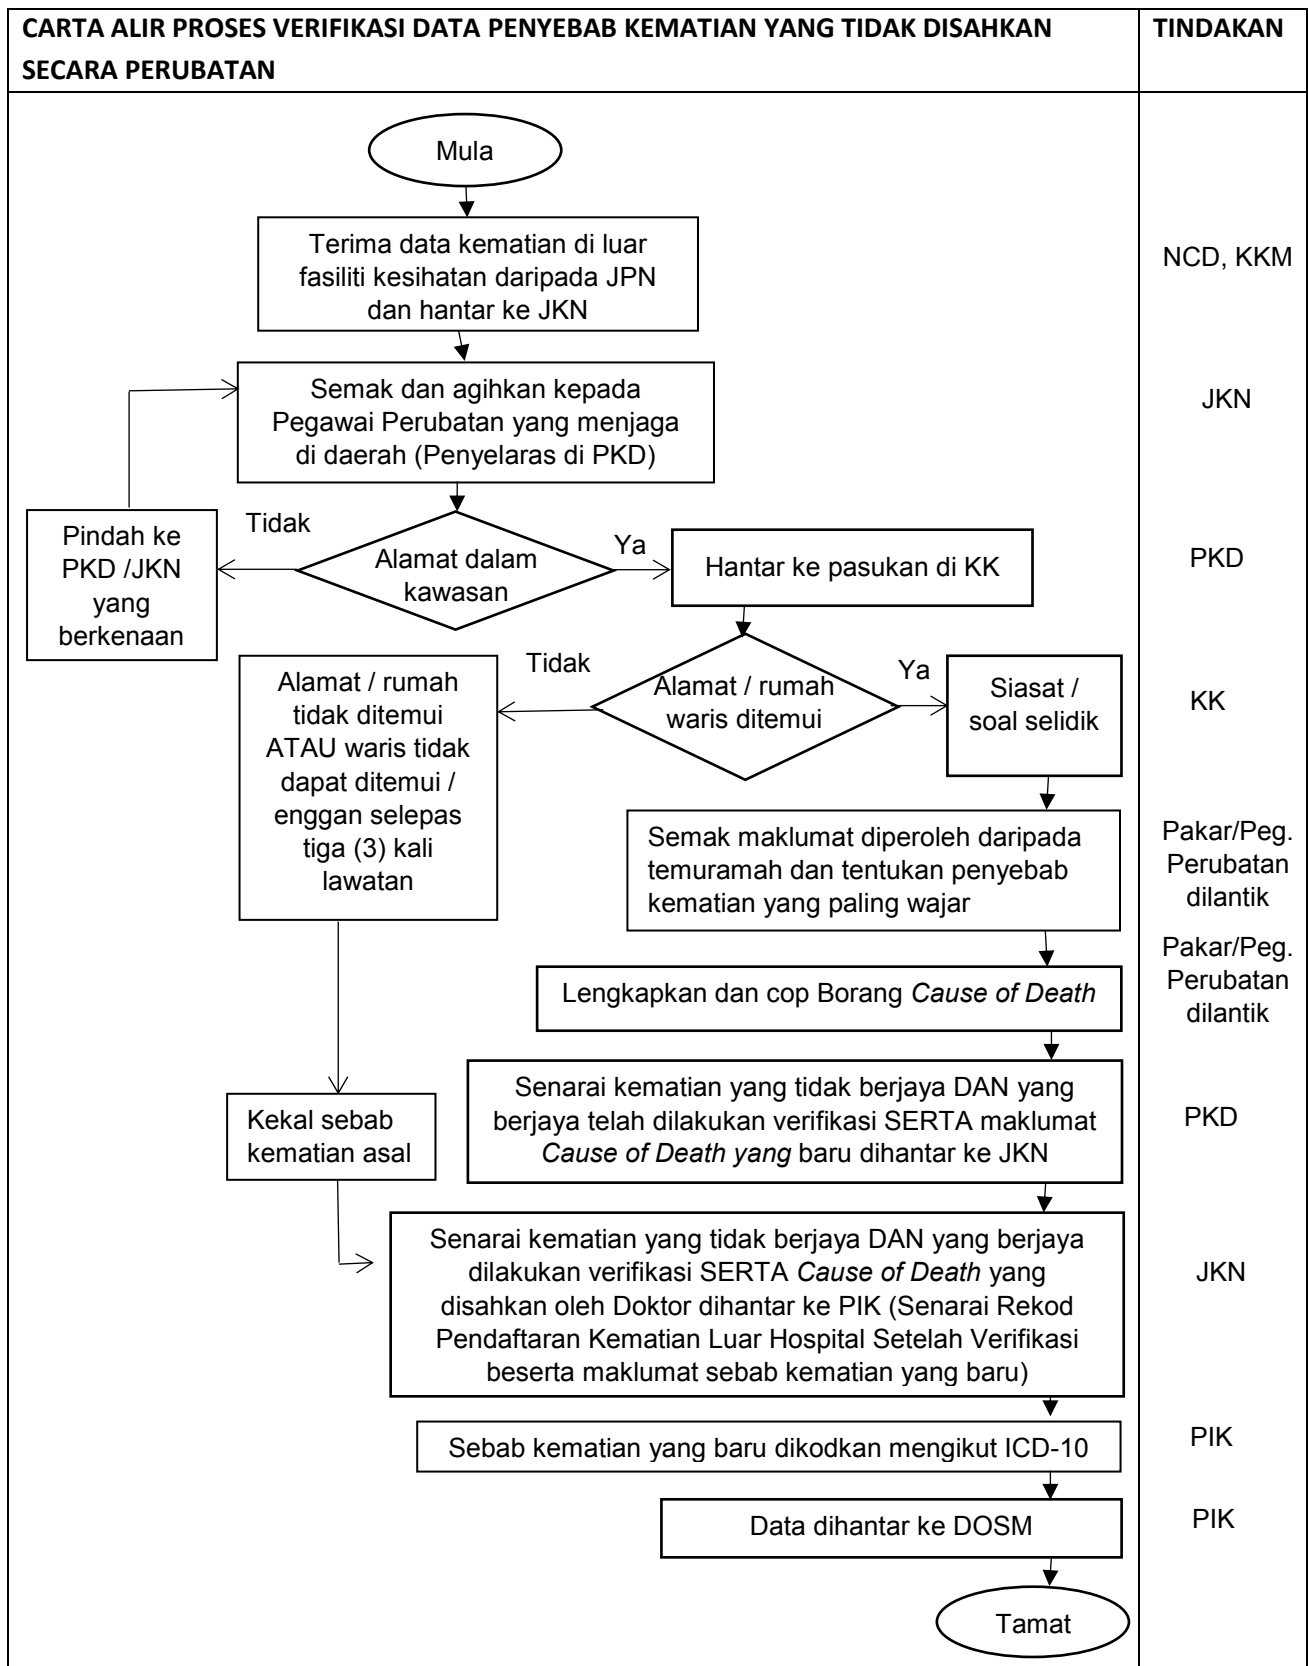 CARTA ALIR PROSES VERIFIKASI DATA PENYEBAB KEMATIAN YANG TIDAK DISAHKAN
SECARA PERUBATAN
TINDAKAN
Mula
Terima data kematian di luar
fasiliti kesihatan daripada JPN
dan hantar ke JKN
NCD, KKM
Semak dan agihkan kepada
Pegawai Perubatan yang menjaga
di daerah (Penyelaras di PKD)
JKN
Pindah ke
PKD /JKN
yang
berkenaan
Tidak
Alamat dalam
kawasan
Ya
Hantar ke pasukan di KK
PKD
Alamat / rumah
tidak ditemui
ATAU waris tidak
dapat ditemui /
enggan selepas
tiga (3) kali
lawatan
Tidak
Alamat / rumah
waris ditemui
Ya
Siasat /
soal selidik
KK
Semak maklumat diperoleh daripada
temuramah dan tentukan penyebab
kematian yang paling wajar
Pakar/Peg.
Perubatan
dilantik
Lengkapkan dan cop Borang Cause of Death
Pakar/Peg.
Perubatan
dilantik
Kekal sebab
kematian asal
Senarai kematian yang tidak berjaya DAN yang
berjaya telah dilakukan verifikasi SERTA maklumat
Cause of Death yang baru dihantar ke JKN
PKD
Senarai kematian yang tidak berjaya DAN yang berjaya
dilakukan verifikasi SERTA Cause of Death yang
disahkan oleh Doktor dihantar ke PIK (Senarai Rekod
Pendaftaran Kematian Luar Hospital Setelah Verifikasi
beserta maklumat sebab kematian yang baru)
JKN
Sebab kematian yang baru dikodkan mengikut ICD-10
PIK
Data dihantar ke DOSM
PIK
Tamat